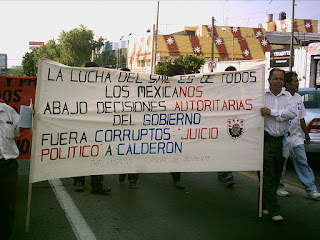 LA LUCHA DEL SME ES DE TODOS
LOS MEXICANOS
ABAJO DECISIONES AUTORITARIAS
DEL GOBIERNO
FUERA CORRUPTOS "JUICIO
POLITICO" A CALDERON